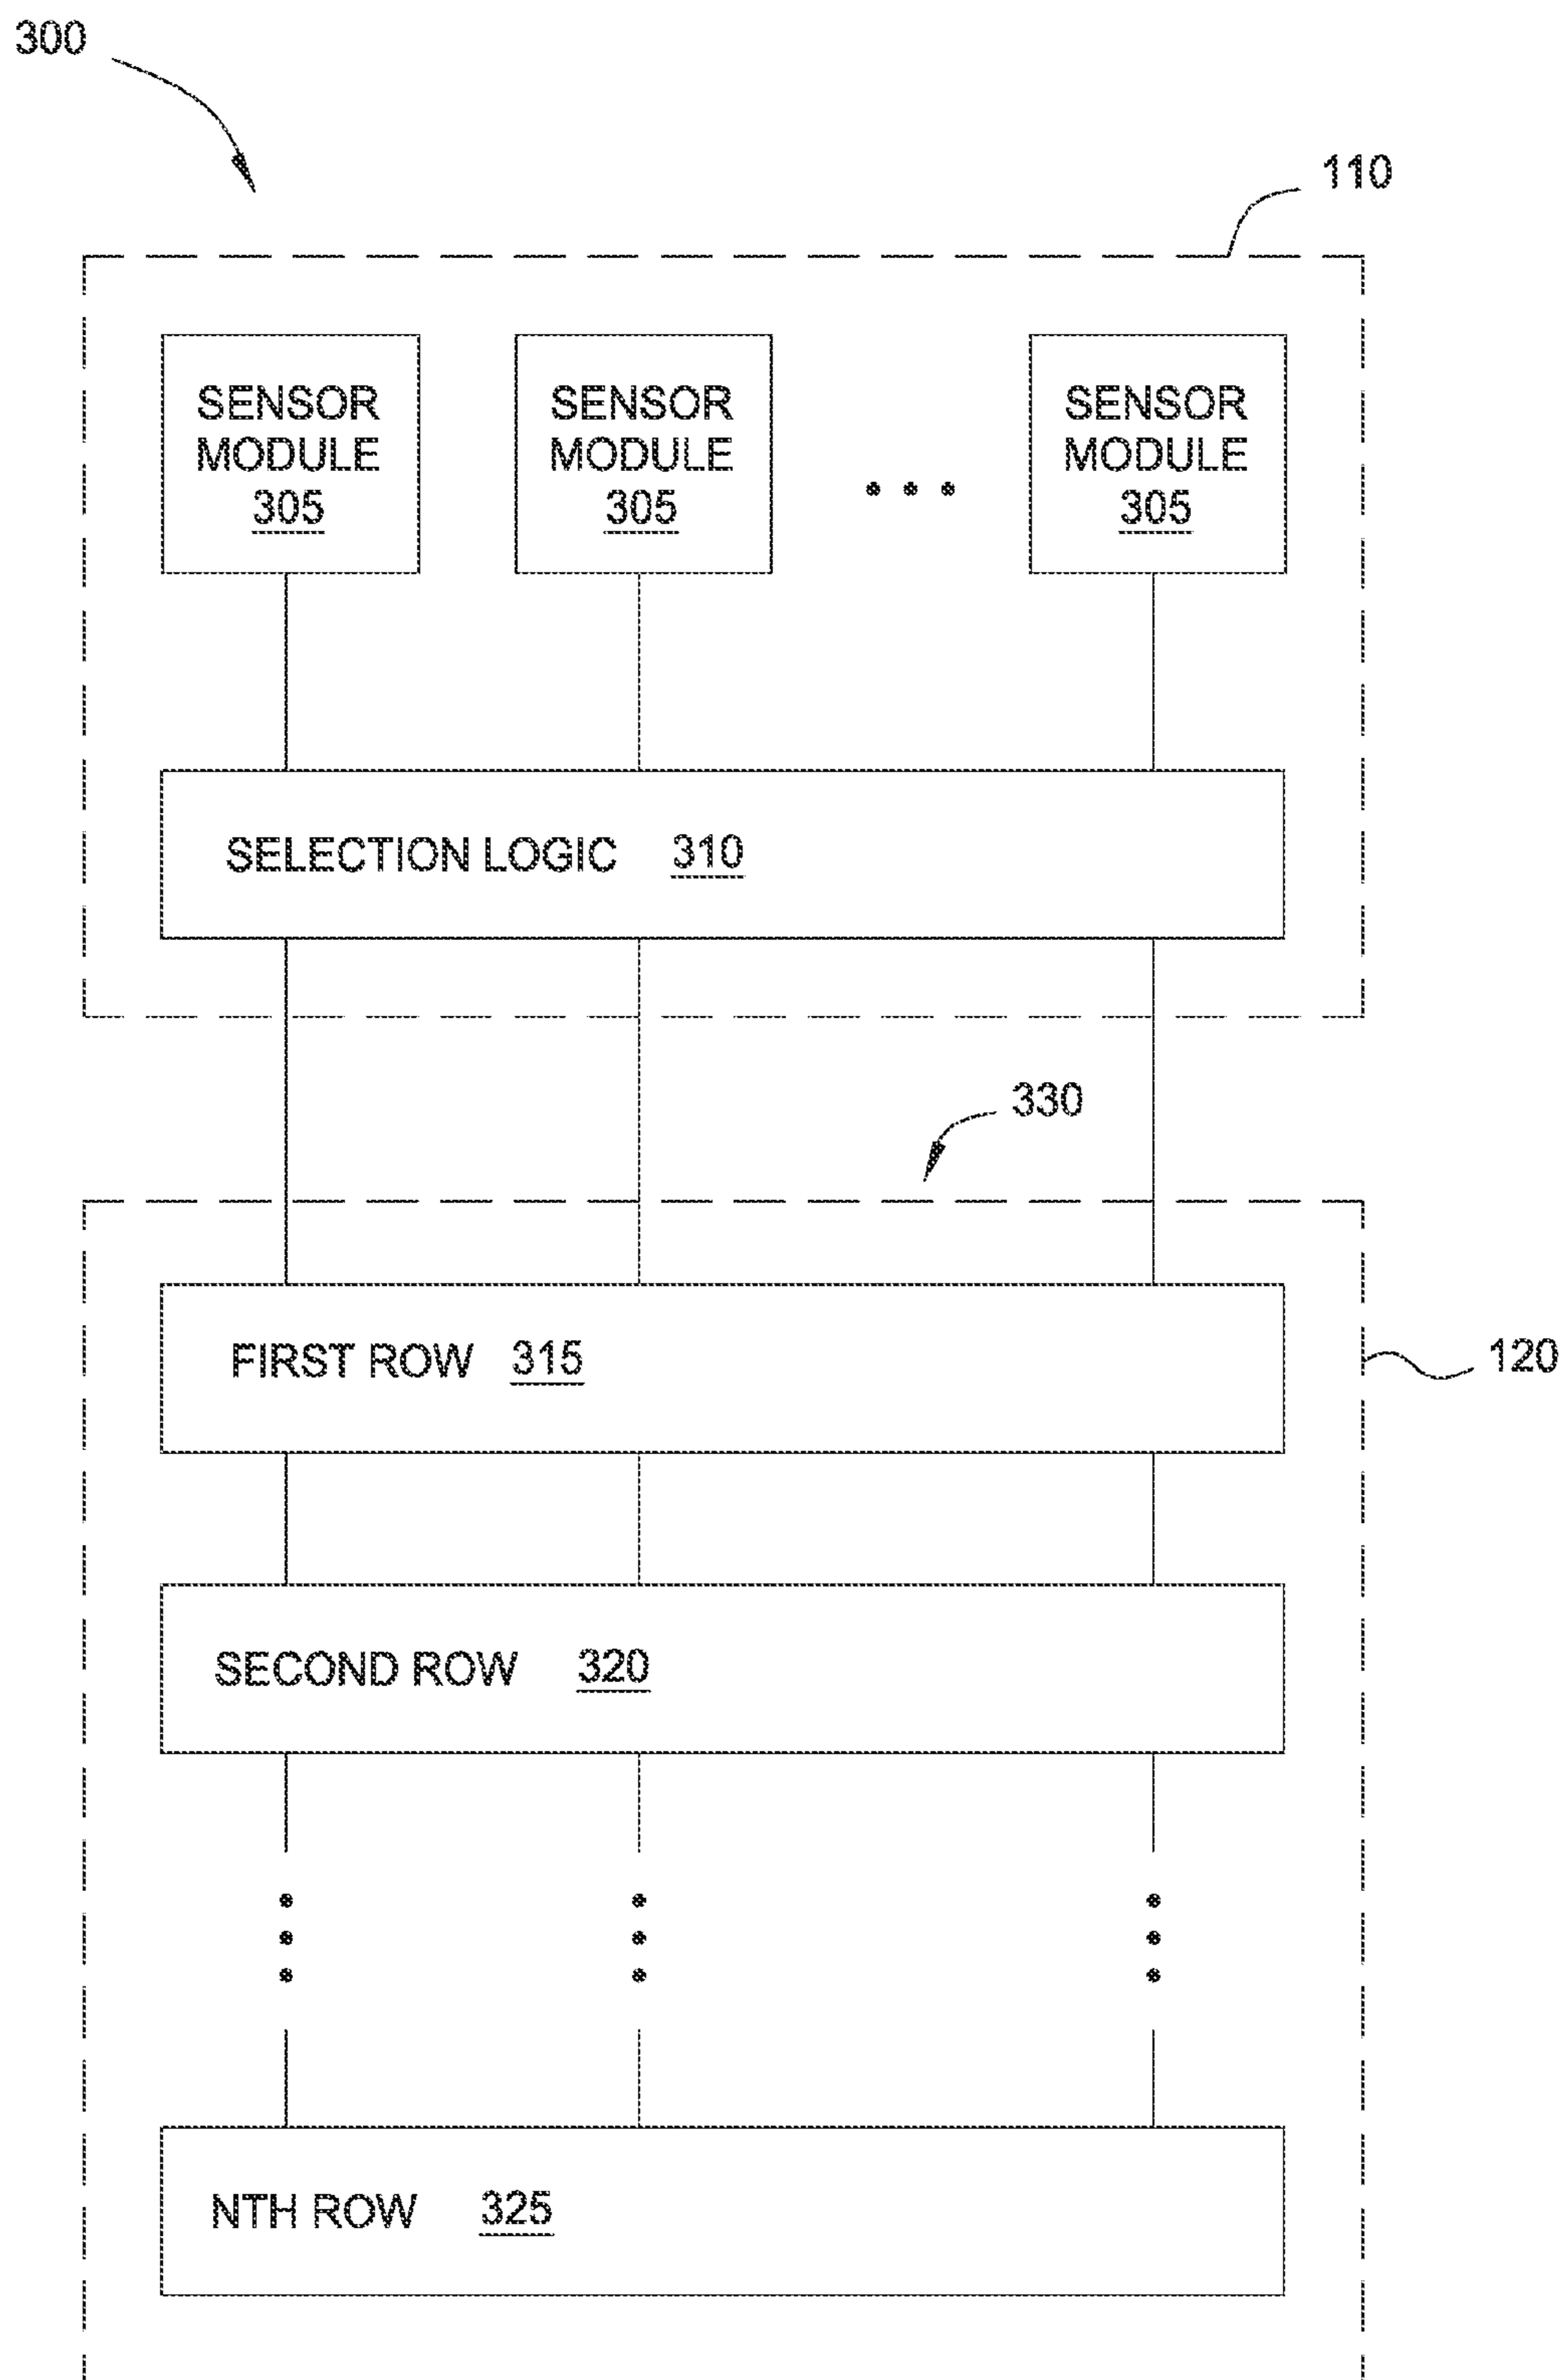 300
110
SENSOR MODULE 305
SENSOR MODULE 305
SENSOR MODULE 305
SELECTION LOGIC 310
330
FIRST ROW 315
120
SECOND ROW 320
NTH ROW 325